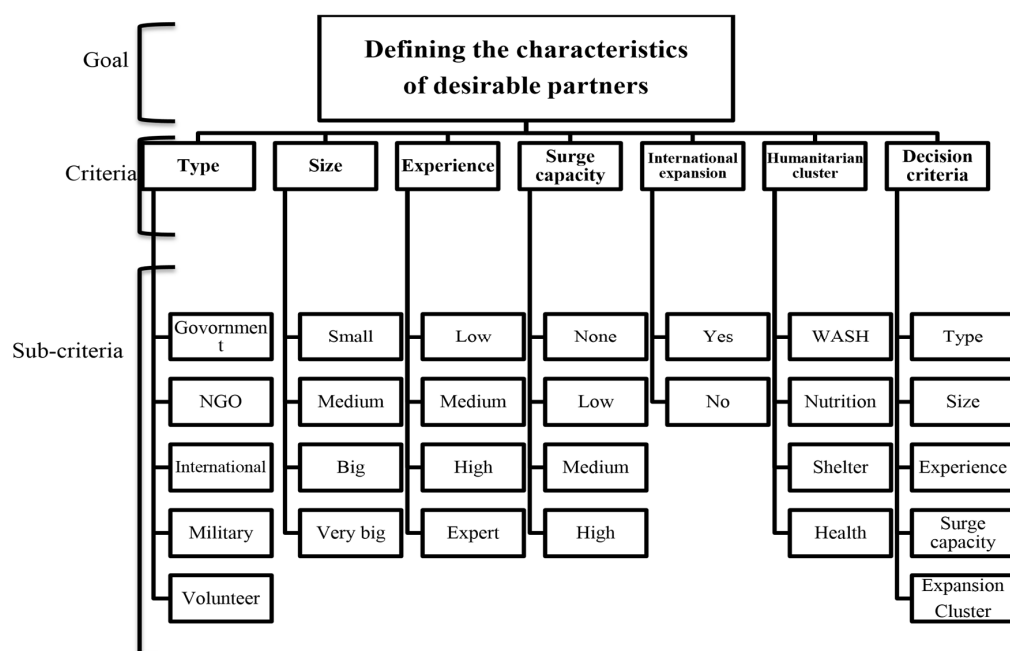 Goal
Defining the characteristics
of desirable partners
Criteria
Type
Size
Experience
Surge
capacity
International
expansion
Humanitarian
cluster
Decision
criteria
Sub-criteria
Govornmen
t
Small
Low
None
Yes
WASH
Type
NGO
Medium
Medium
Low
No
Nutrition
Size
International
Big
High
Medium
Shelter
Experience
Military
Very big
Expert
High
Health
Surge
capacity
Volunteer
Expansion
Cluster